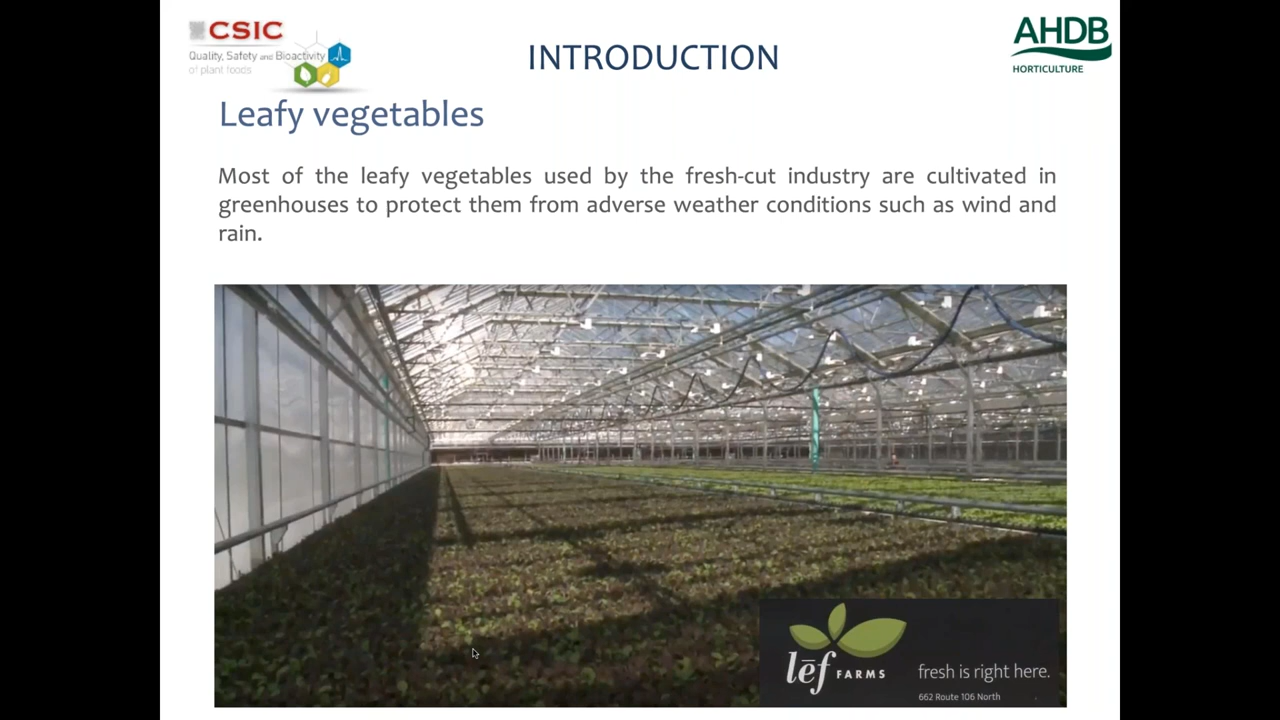 CSIC
Quality, Safety and Bioactivity
of plant foods
INTRODUCTION
AHDB
HORTICULTURE
Leafy vegetables
Most of the leafy vegetables used by the fresh-cut industry are cultivated in
greenhouses to protect them from adverse weather conditions such as wind and
rain.
lēf FARMS
fresh is right here.
662 Route 106 North